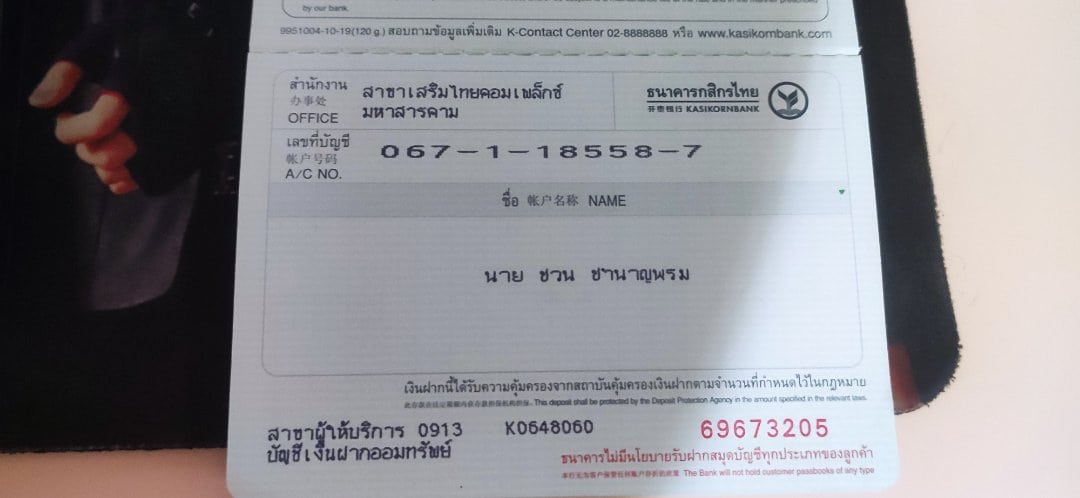 by our bank.
9951004-10-19(120 g.) สอบถามข้อมูลเพิ่มเติม K-Contact Center 02-8888888 หรือ www.kasikornbank.com
สำนักงาน
办事处
OFFICE
สาขาเสริมไทยคอมเพล็กซ์
มหาสารคาม
ธนาคารกสิกรไทย
开泰银行 KASIKORNBANK
เลขที่บัญชี
帐户号码
A/C NO.
067-1-18558-7
ชื่อ 帐户名称 NAME
นาย ชวน ชำนาญพรม
เงินฝากนี้ได้รับความคุ้มครองจากสถาบันคุ้มครองเงินฝากตามจำนวนที่กำหนดไว้ในกฎหมาย
This deposit shall be protected by the Deposit Protection Agency in the amount specified in the relevant laws.
สาขาผู้ให้บริการ 0913 K0648060
บัญชีเงินฝากออมทรัพย์
69673205
ธนาคารไม่มีนโยบายรับฝากสมุดบัญชีทุกประเภทของลูกค้า
The Bank will not hold customer passbooks of any type